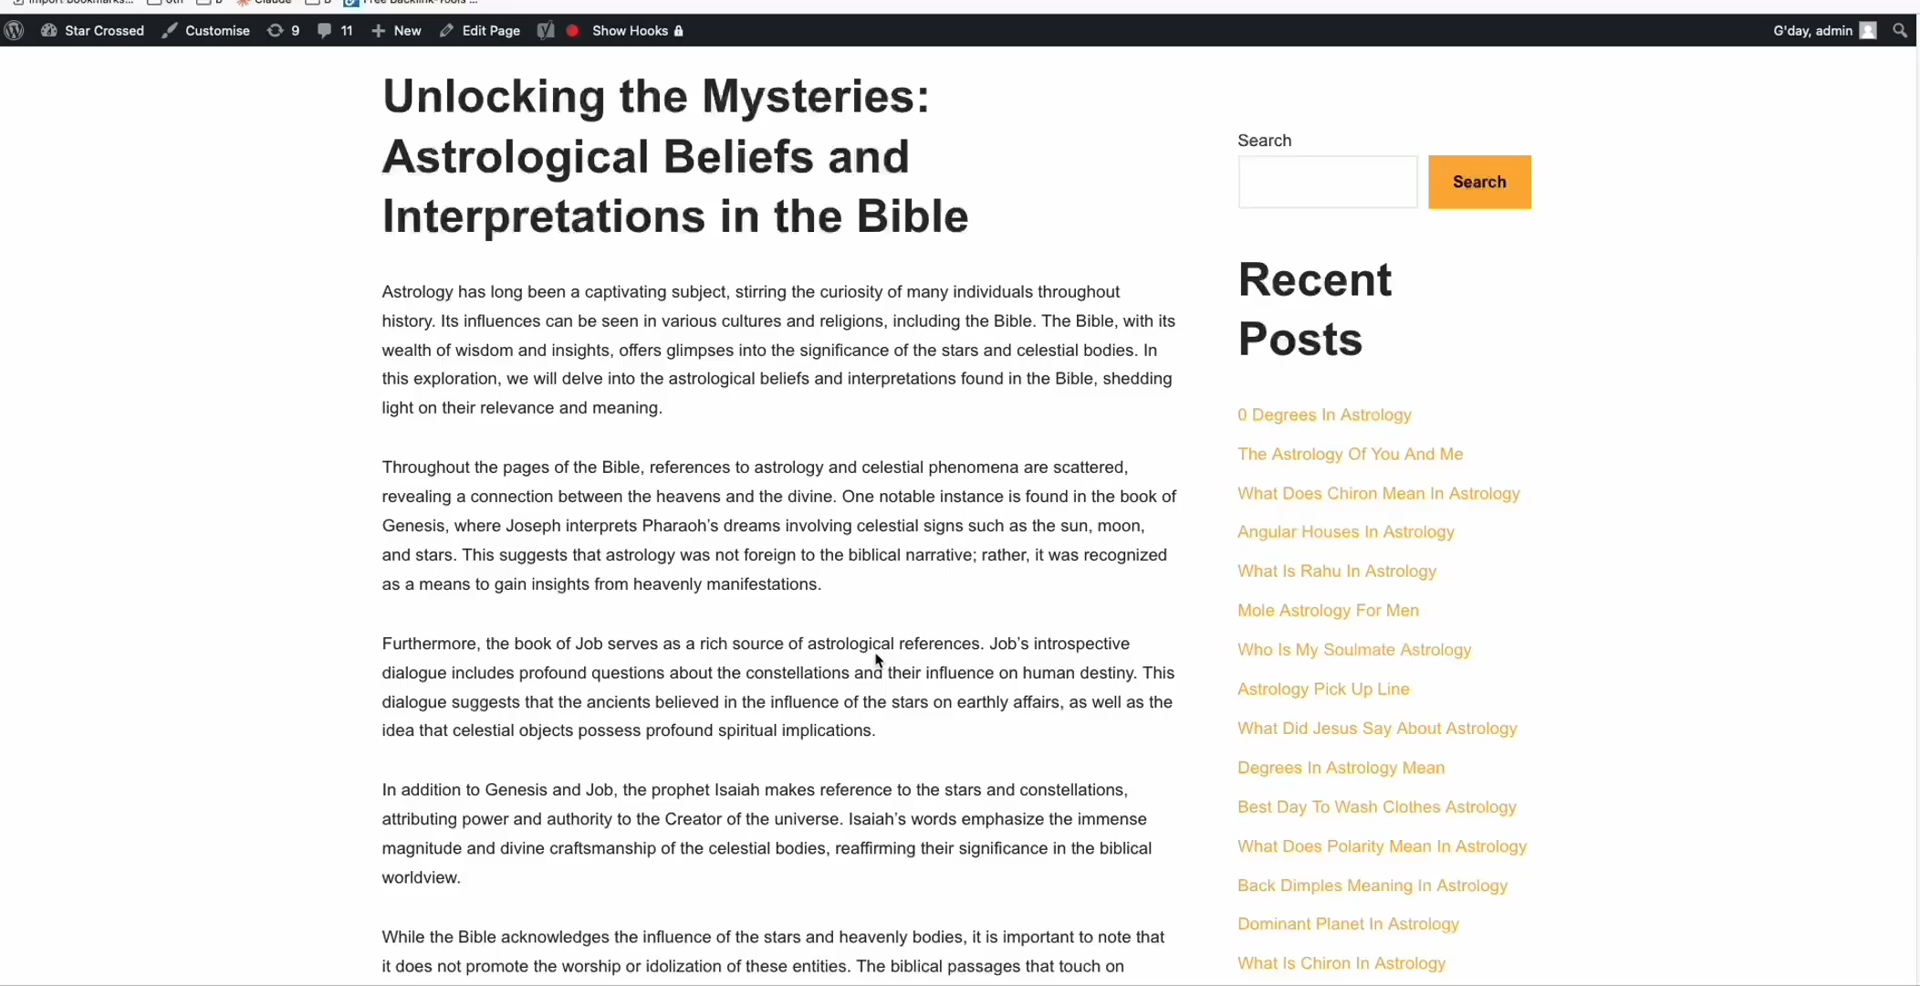 Import bookmarks... oth B Claude B Free Backlink Tools ...
Star Crossed Customise 9 11 New Edit Page Show Hooks G'day, admin
Unlocking the Mysteries:
Astrological Beliefs and
Interpretations in the Bible
Astrology has long been a captivating subject, stirring the curiosity of many individuals throughout
history. Its influences can be seen in various cultures and religions, including the Bible. The Bible, with its
wealth of wisdom and insights, offers glimpses into the significance of the stars and celestial bodies. In
this exploration, we will delve into the astrological beliefs and interpretations found in the Bible, shedding
light on their relevance and meaning.
Throughout the pages of the Bible, references to astrology and celestial phenomena are scattered,
revealing a connection between the heavens and the divine. One notable instance is found in the book of
Genesis, where Joseph interprets Pharaoh's dreams involving celestial signs such as the sun, moon,
and stars. This suggests that astrology was not foreign to the biblical narrative; rather, it was recognized
as a means to gain insights from heavenly manifestations.
Furthermore, the book of Job serves as a rich source of astrological references. Job's introspective
dialogue includes profound questions about the constellations and their influence on human destiny. This
dialogue suggests that the ancients believed in the influence of the stars on earthly affairs, as well as the
idea that celestial objects possess profound spiritual implications.
In addition to Genesis and Job, the prophet Isaiah makes reference to the stars and constellations,
attributing power and authority to the Creator of the universe. Isaiah's words emphasize the immense
magnitude and divine craftsmanship of the celestial bodies, reaffirming their significance in the biblical
worldview.
While the Bible acknowledges the influence of the stars and heavenly bodies, it is important to note that
it does not promote the worship or idolization of these entities. The biblical passages that touch on
Search
Search
Recent
Posts
0 Degrees In Astrology
The Astrology Of You And Me
What Does Chiron Mean In Astrology
Angular Houses In Astrology
What Is Rahu In Astrology
Mole Astrology For Men
Who Is My Soulmate Astrology
Astrology Pick Up Line
What Did Jesus Say About Astrology
Degrees In Astrology Mean
Best Day To Wash Clothes Astrology
What Does Polarity Mean In Astrology
Back Dimples Meaning In Astrology
Dominant Planet In Astrology
What Is Chiron In Astrology